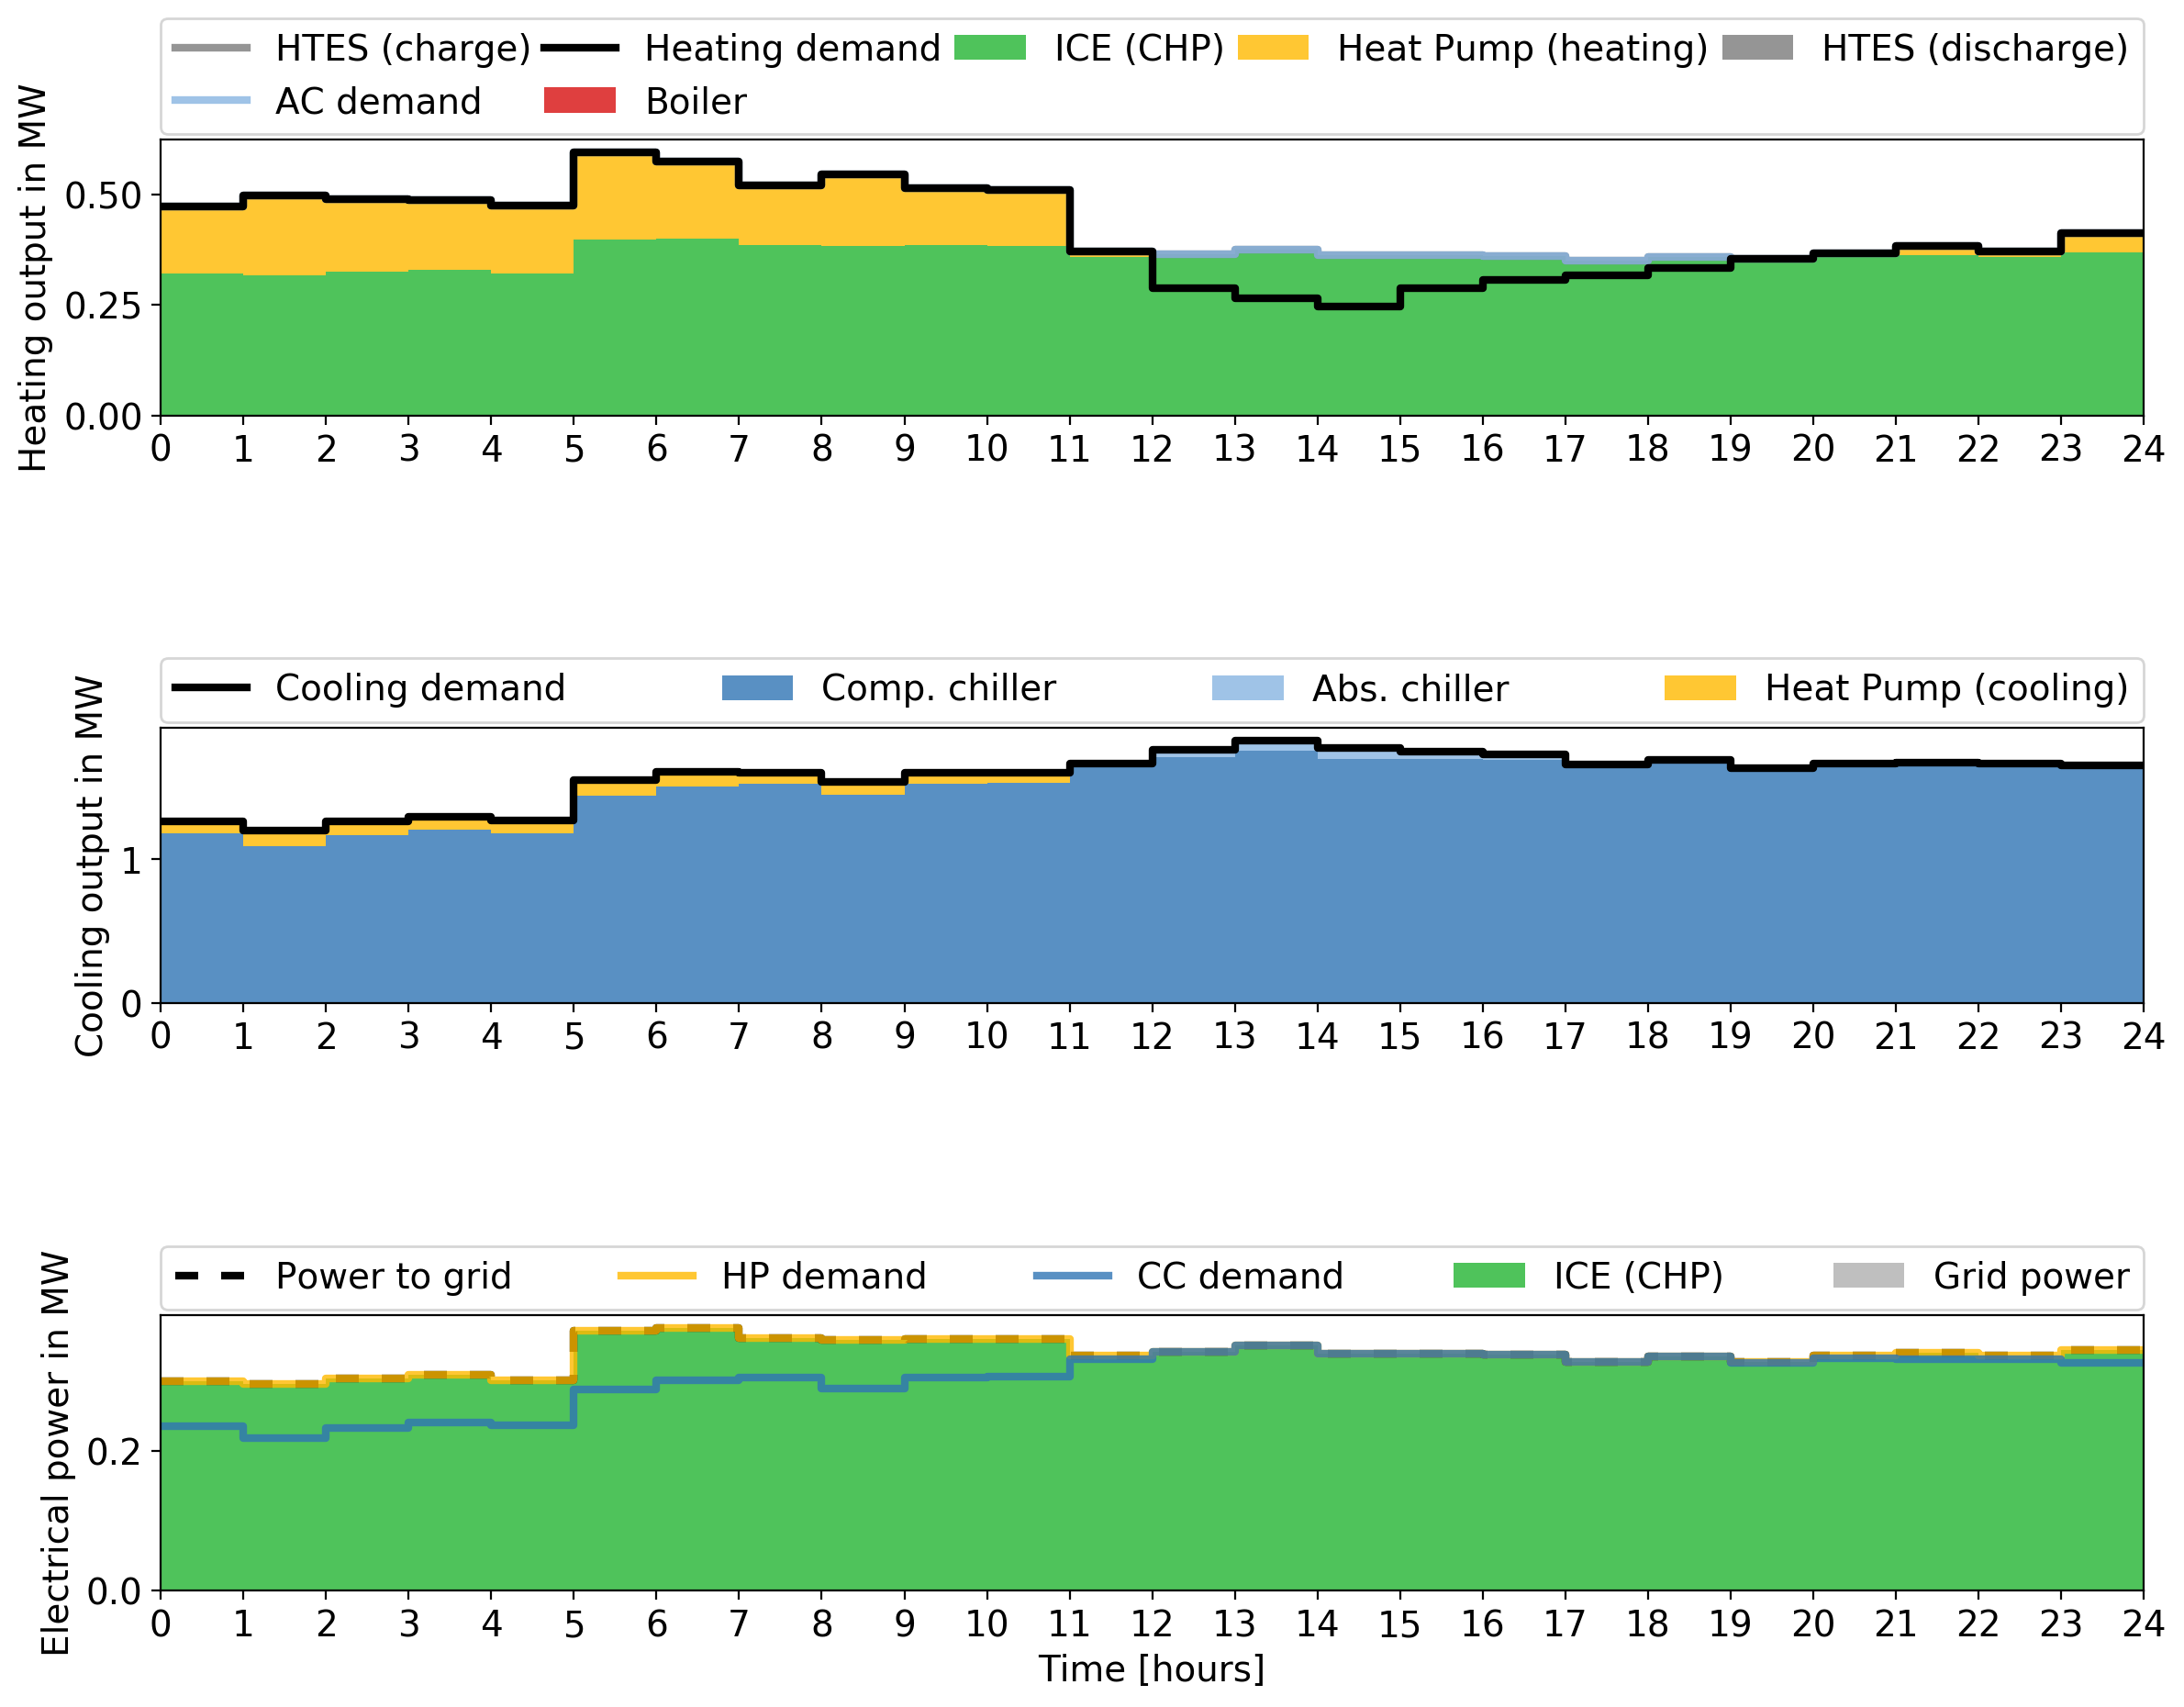 HTES (charge) Heating demand ICE (CHP) Heat Pump (heating) HTES (discharge)
AC demand Boiler
Heating output in MW
0.50
0.25
0.00
0 1 2 3 4 5 6 7 8 9 10 11 12 13 14 15 16 17 18 19 20 21 22 23 24
Cooling demand Comp. chiller Abs. chiller Heat Pump (cooling)
Cooling output in MW
1
0
0 1 2 3 4 5 6 7 8 9 10 11 12 13 14 15 16 17 18 19 20 21 22 23 24
Power to grid HP demand CC demand ICE (CHP) Grid power
Electrical power in MW
0.2
0.0
0 1 2 3 4 5 6 7 8 9 10 11 12 13 14 15 16 17 18 19 20 21 22 23 24
Time [hours]